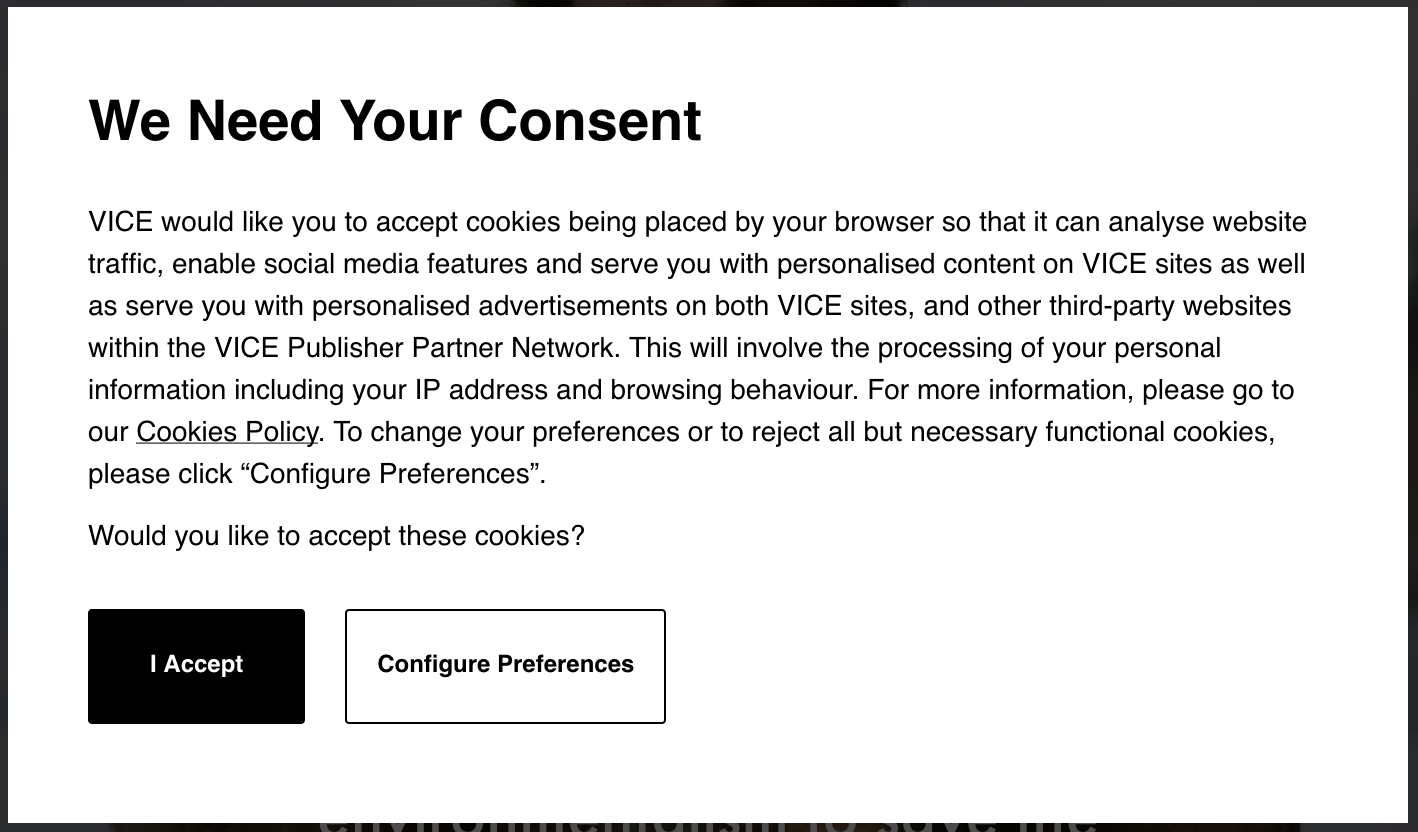 We Need Your Consent
VICE would like you to accept cookies being placed by your browser so that it can analyse website
traffic, enable social media features and serve you with personalised content on VICE sites as well
as serve you with personalised advertisements on both VICE sites, and other third-party websites
within the VICE Publisher Partner Network. This will involve the processing of your personal
information including your IP address and browsing behaviour. For more information, please go to
our Cookies Policy. To change your preferences or to reject all but necessary functional cookies,
please click “Configure Preferences”.
Would you like to accept these cookies?
I Accept
Configure Preferences
environmentalism to save the